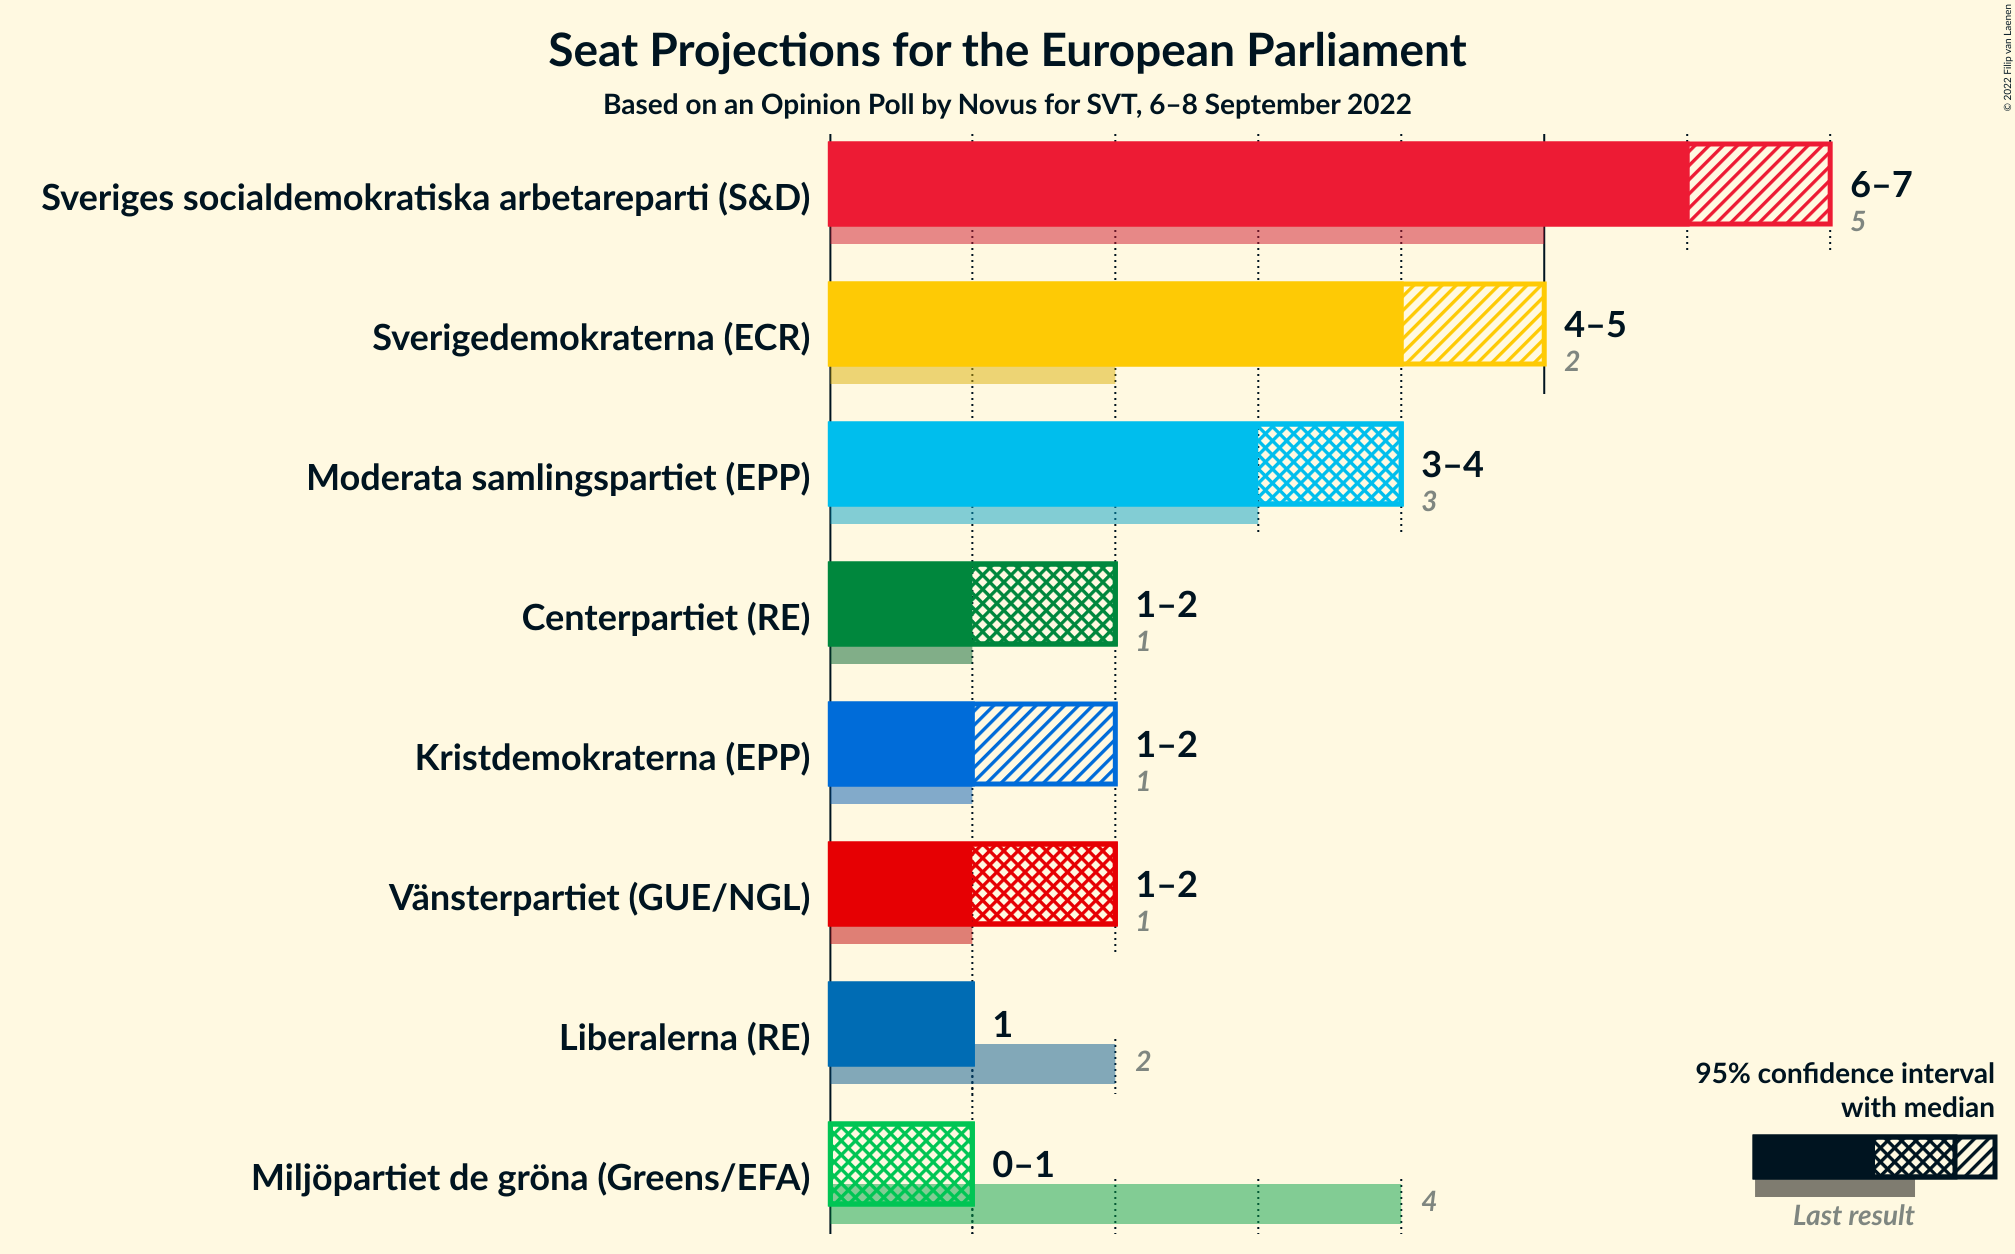 Seat Projections for the European Parliament
Based on an Opinion Poll by Novus for SVT, 6–8 September 2022
© 2022 Filip van Laenen
Sveriges socialdemokratiska arbetareparti (S&D)
6–7
5
Sverigedemokraterna (ECR)
4–5
2
Moderata samlingspartiet (EPP)
3–4
3
Centerpartiet (RE)
1–2
1
Kristdemokraterna (EPP)
1–2
1
Vänsterpartiet (GUE/NGL)
1–2
1
Liberalerna (RE)
1
2
Miljöpartiet de gröna (Greens/EFA)
0–1
4
95% confidence interval
with median
Last result